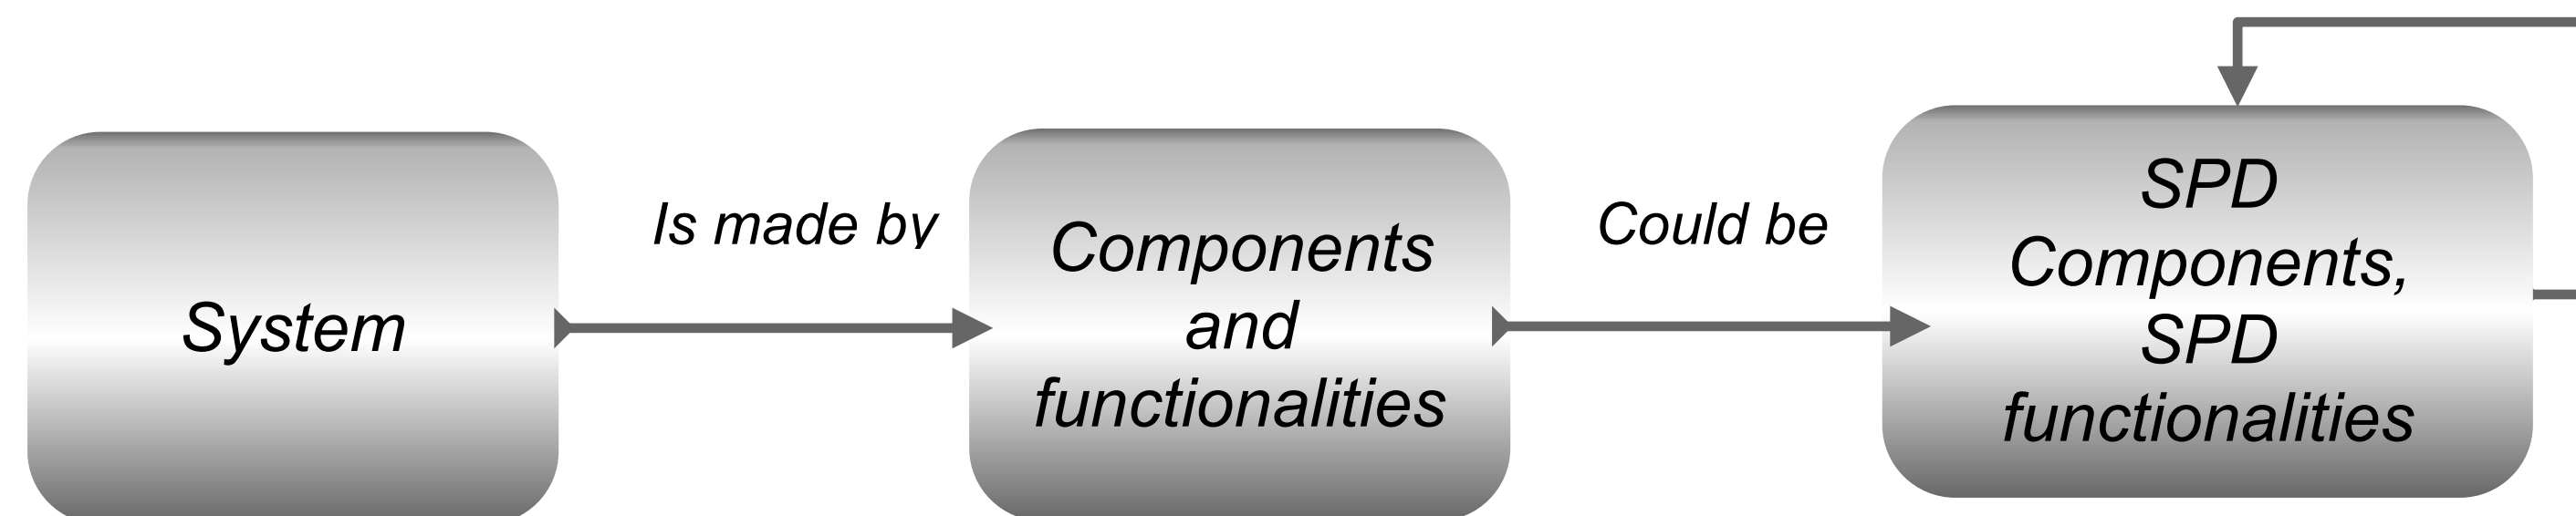 System
Is made by
Components
and
functionalities
Could be
SPD
Components,
SPD
functionalities